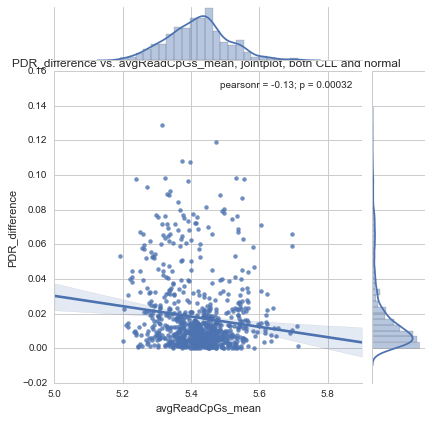 PDR_difference vs. avgReadCpGs_mean, jointplot, both CLL and normal
pearsonr = -0.13; p = 0.00032
0.16
0.14
0.12
0.10
0.08
0.06
0.04
0.02
0.00
−0.02
PDR_difference
5.0 5.2 5.4 5.6 5.8
avgReadCpGs_mean